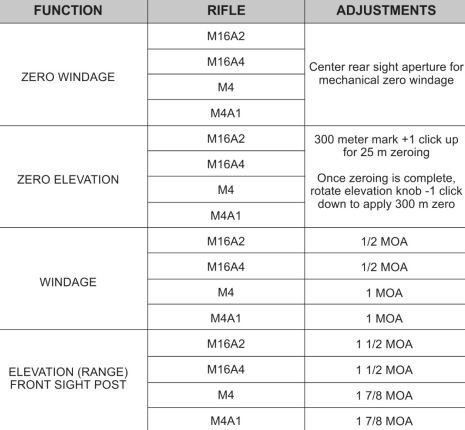 FUNCTION RIFLE ADJUSTMENTS
ZERO WINDAGE
M16A2
M16A4
M4
M4A1
Center rear sight aperture for
mechanical zero windage
ZERO ELEVATION
M16A2
M16A4
M4
M4A1
300 meter mark +1 click up
for 25 m zeroing
Once zeroing is complete,
rotate elevation knob -1 click
down to apply 300 m zero
WINDAGE
M16A2 1/2 MOA
M16A4 1/2 MOA
M4 1 MOA
M4A1 1 MOA
ELEVATION (RANGE)
FRONT SIGHT POST
M16A2 1 1/2 MOA
M16A4 1 1/2 MOA
M4 1 7/8 MOA
M4A1 1 7/8 MOA